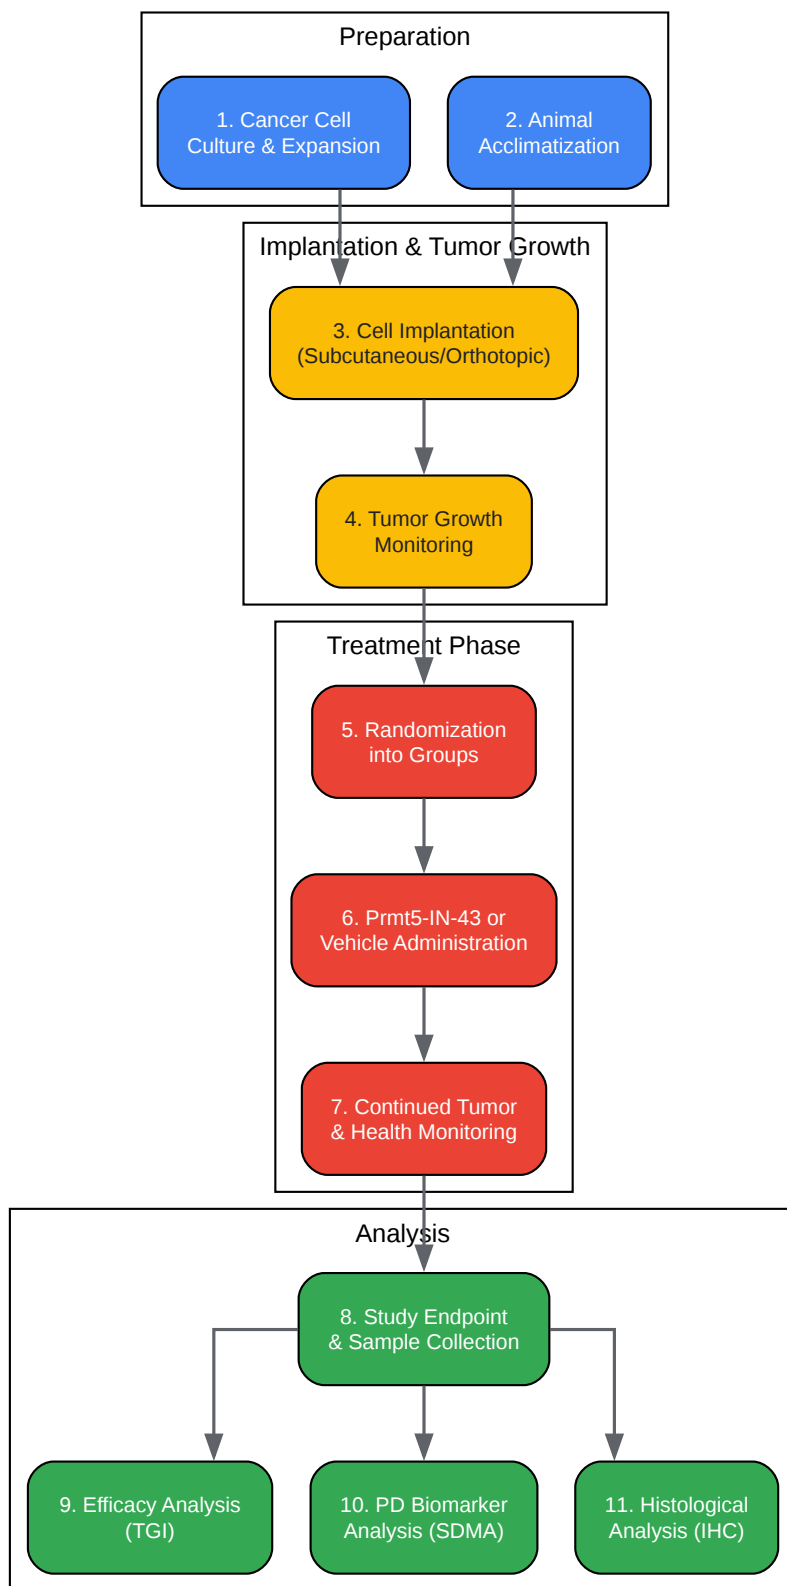 Preparation
1. Cancer Cell
Culture & Expansion
2. Animal
Acclimatization
Implantation & Tumor Growth
3. Cell Implantation
(Subcutaneous/Orthotopic)
4. Tumor Growth
Monitoring
Treatment Phase
5. Randomization
into Groups
6. Prmt5-IN-43 or
Vehicle Administration
7. Continued Tumor
& Health Monitoring
Analysis
8. Study Endpoint
& Sample Collection
9. Efficacy Analysis
(TGI)
10. PD Biomarker
Analysis (SDMA)
11. Histological
Analysis (IHC)